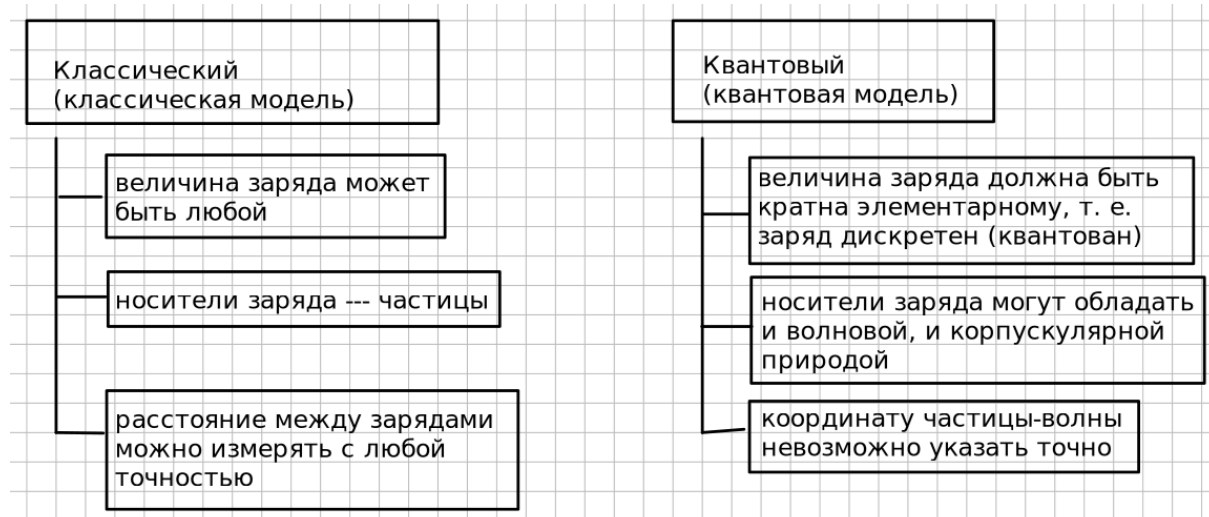 Классический
(классическая модель)
величина заряда может
быть любой
носители заряда --- частицы
расстояние между зарядами
можно измерять с любой
точностью
Квантовый
(квантовая модель)
величина заряда должна быть
кратна элементарному, т. е.
заряд дискретен (квантован)
носители заряда могут обладать
и волновой, и корпускулярной
природой
координату частицы-волны
невозможно указать точно